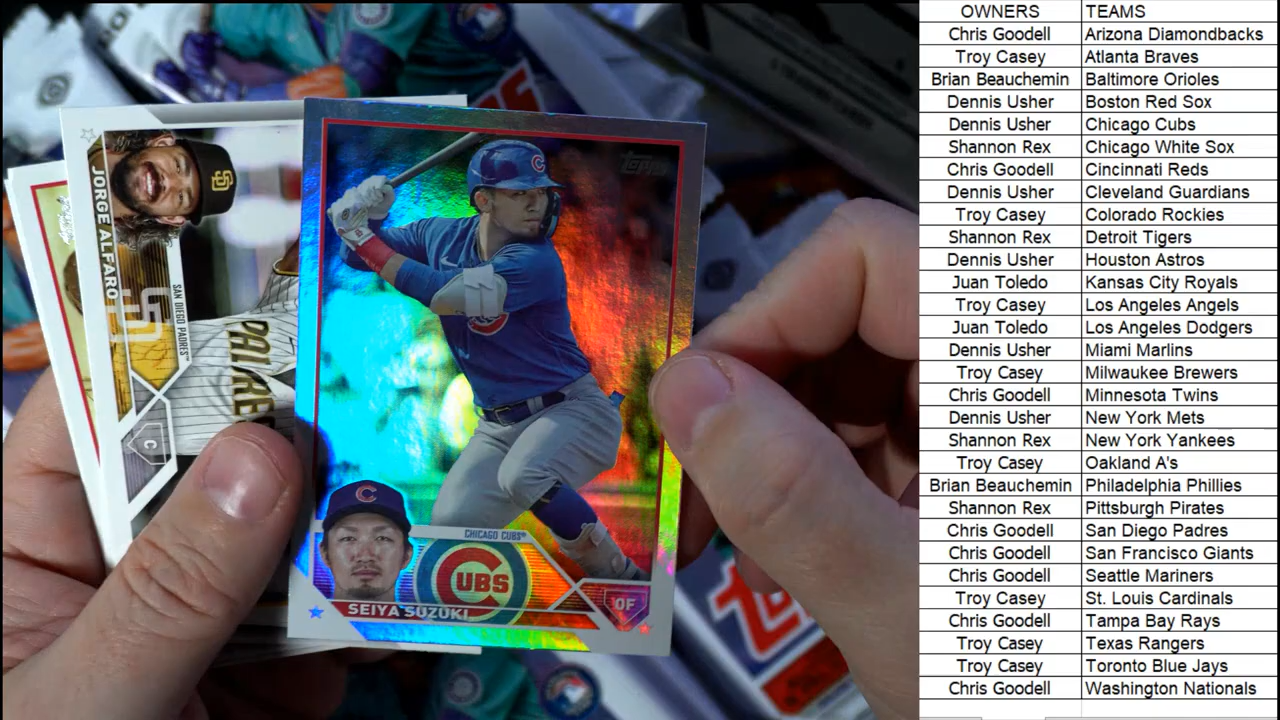 JORGE ALFARO
SAN DIEGO PADRES
SD
PADRE
C
topps
C
C
CHICAGO CUBS
CUBS
SEIYA SUZUKI
OF
OWNERS TEAMS
Chris Goodell Arizona Diamondbacks
Troy Casey Atlanta Braves
Brian Beauchemin Baltimore Orioles
Dennis Usher Boston Red Sox
Dennis Usher Chicago Cubs
Shannon Rex Chicago White Sox
Chris Goodell Cincinnati Reds
Dennis Usher Cleveland Guardians
Troy Casey Colorado Rockies
Shannon Rex Detroit Tigers
Dennis Usher Houston Astros
Juan Toledo Kansas City Royals
Troy Casey Los Angeles Angels
Juan Toledo Los Angeles Dodgers
Dennis Usher Miami Marlins
Troy Casey Milwaukee Brewers
Chris Goodell Minnesota Twins
Dennis Usher New York Mets
Shannon Rex New York Yankees
Troy Casey Oakland A's
Brian Beauchemin Philadelphia Phillies
Shannon Rex Pittsburgh Pirates
Chris Goodell San Diego Padres
Chris Goodell San Francisco Giants
Chris Goodell Seattle Mariners
Troy Casey St. Louis Cardinals
Chris Goodell Tampa Bay Rays
Troy Casey Texas Rangers
Troy Casey Toronto Blue Jays
Chris Goodell Washington Nationals